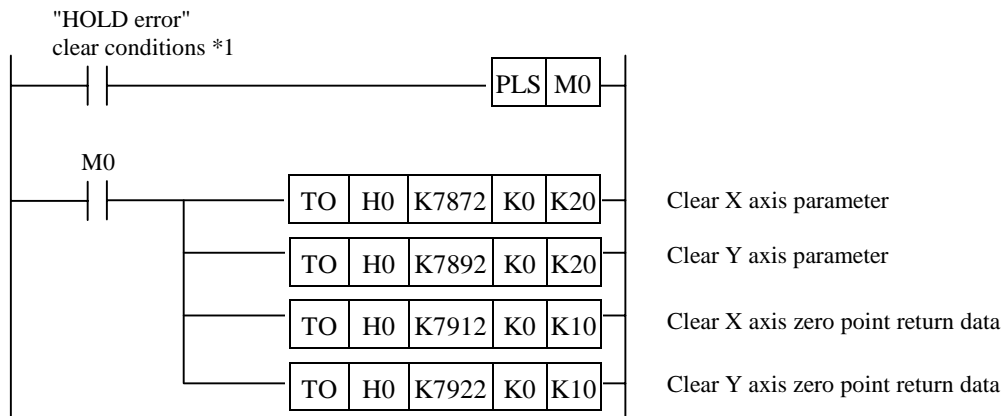 "HOLD error"
clear conditions *1
PLS M0
M0
TO H0 K7872 K0 K20 Clear X axis parameter
TO H0 K7892 K0 K20 Clear Y axis parameter
TO H0 K7912 K0 K10 Clear X axis zero point return data
TO H0 K7922 K0 K10 Clear Y axis zero point return data